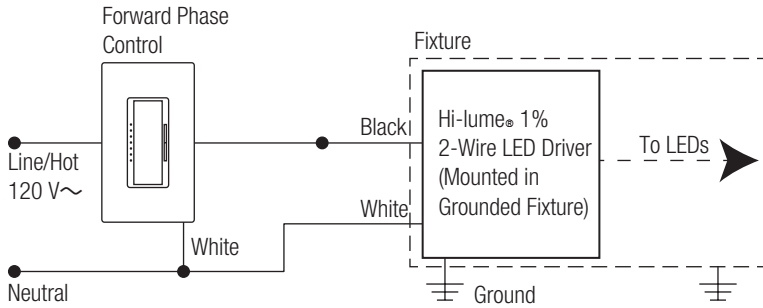 Forward Phase
Control
Fixture
Line/Hot
120 V～
Black
Hi-lume® 1%
2-Wire LED Driver
(Mounted in
Grounded Fixture)
To LEDs
White
White
Neutral
Ground